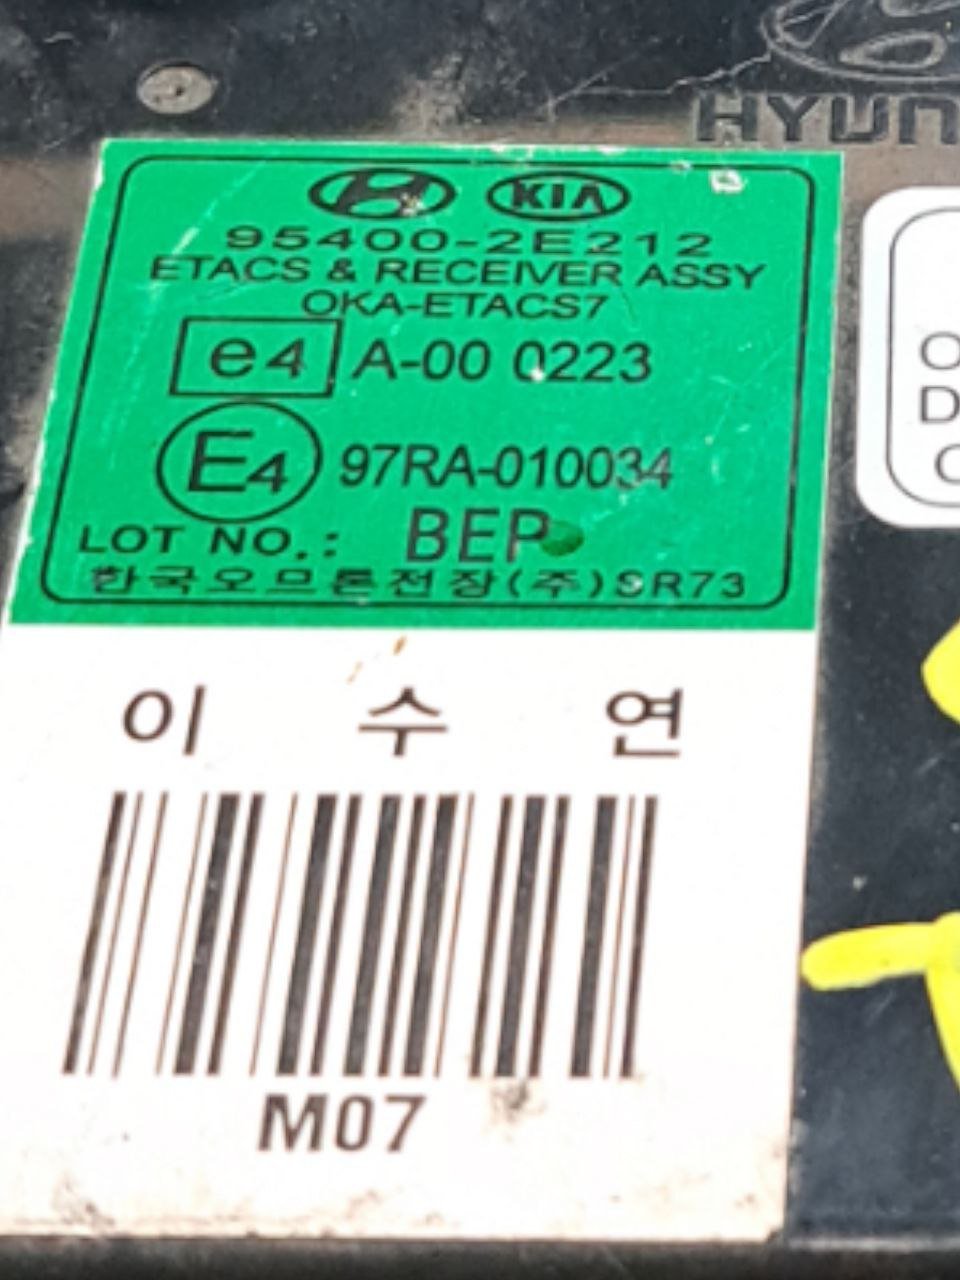 HYUN
KIA
95400-2E212
ETACS & RECEIVER ASSY
OKA-ETACS7
e4 A-00 0223
E4 97RA-010034
LOT NO.: BEP
한국오므론전장(주)SR73
이 수 연
M07
O
D